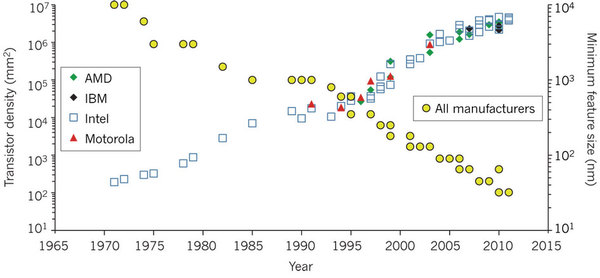 Transistor density (mm²)
10⁷
10⁶
10⁵
10⁴
10³
10²
10¹
AMD
IBM
Intel
Motorola
All manufacturers
10⁴
10³
10²
10¹
Minimum feature size (nm)
1965 1970 1975 1980 1985 1990 1995 2000 2005 2010 2015
Year